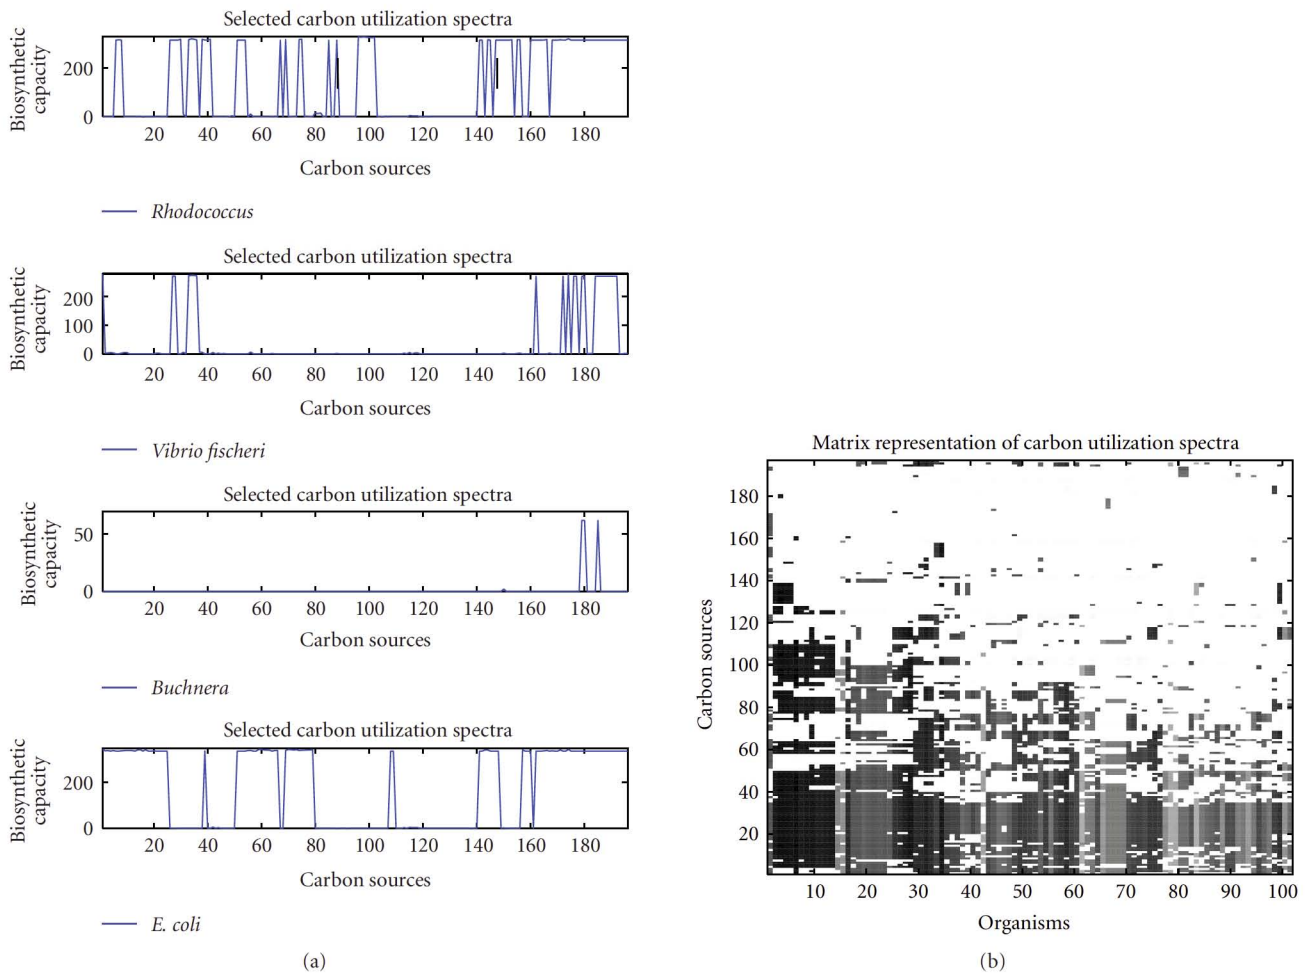 Selected carbon utilization spectra
Biosynthetic
capacity
200
0
20 40 60 80 100 120 140 160 180
Carbon sources
Rhodococcus
Selected carbon utilization spectra
Biosynthetic
capacity
200
100
0
20 40 60 80 100 120 140 160 180
Carbon sources
Vibrio fischeri
Selected carbon utilization spectra
Biosynthetic
capacity
50
0
20 40 60 80 100 120 140 160 180
Carbon sources
Buchnera
Selected carbon utilization spectra
Biosynthetic
capacity
200
0
20 40 60 80 100 120 140 160 180
Carbon sources
E. coli
(a)
Matrix representation of carbon utilization spectra
Carbon sources
180
160
140
120
100
80
60
40
20
10 20 30 40 50 60 70 80 90 100
Organisms
(b)